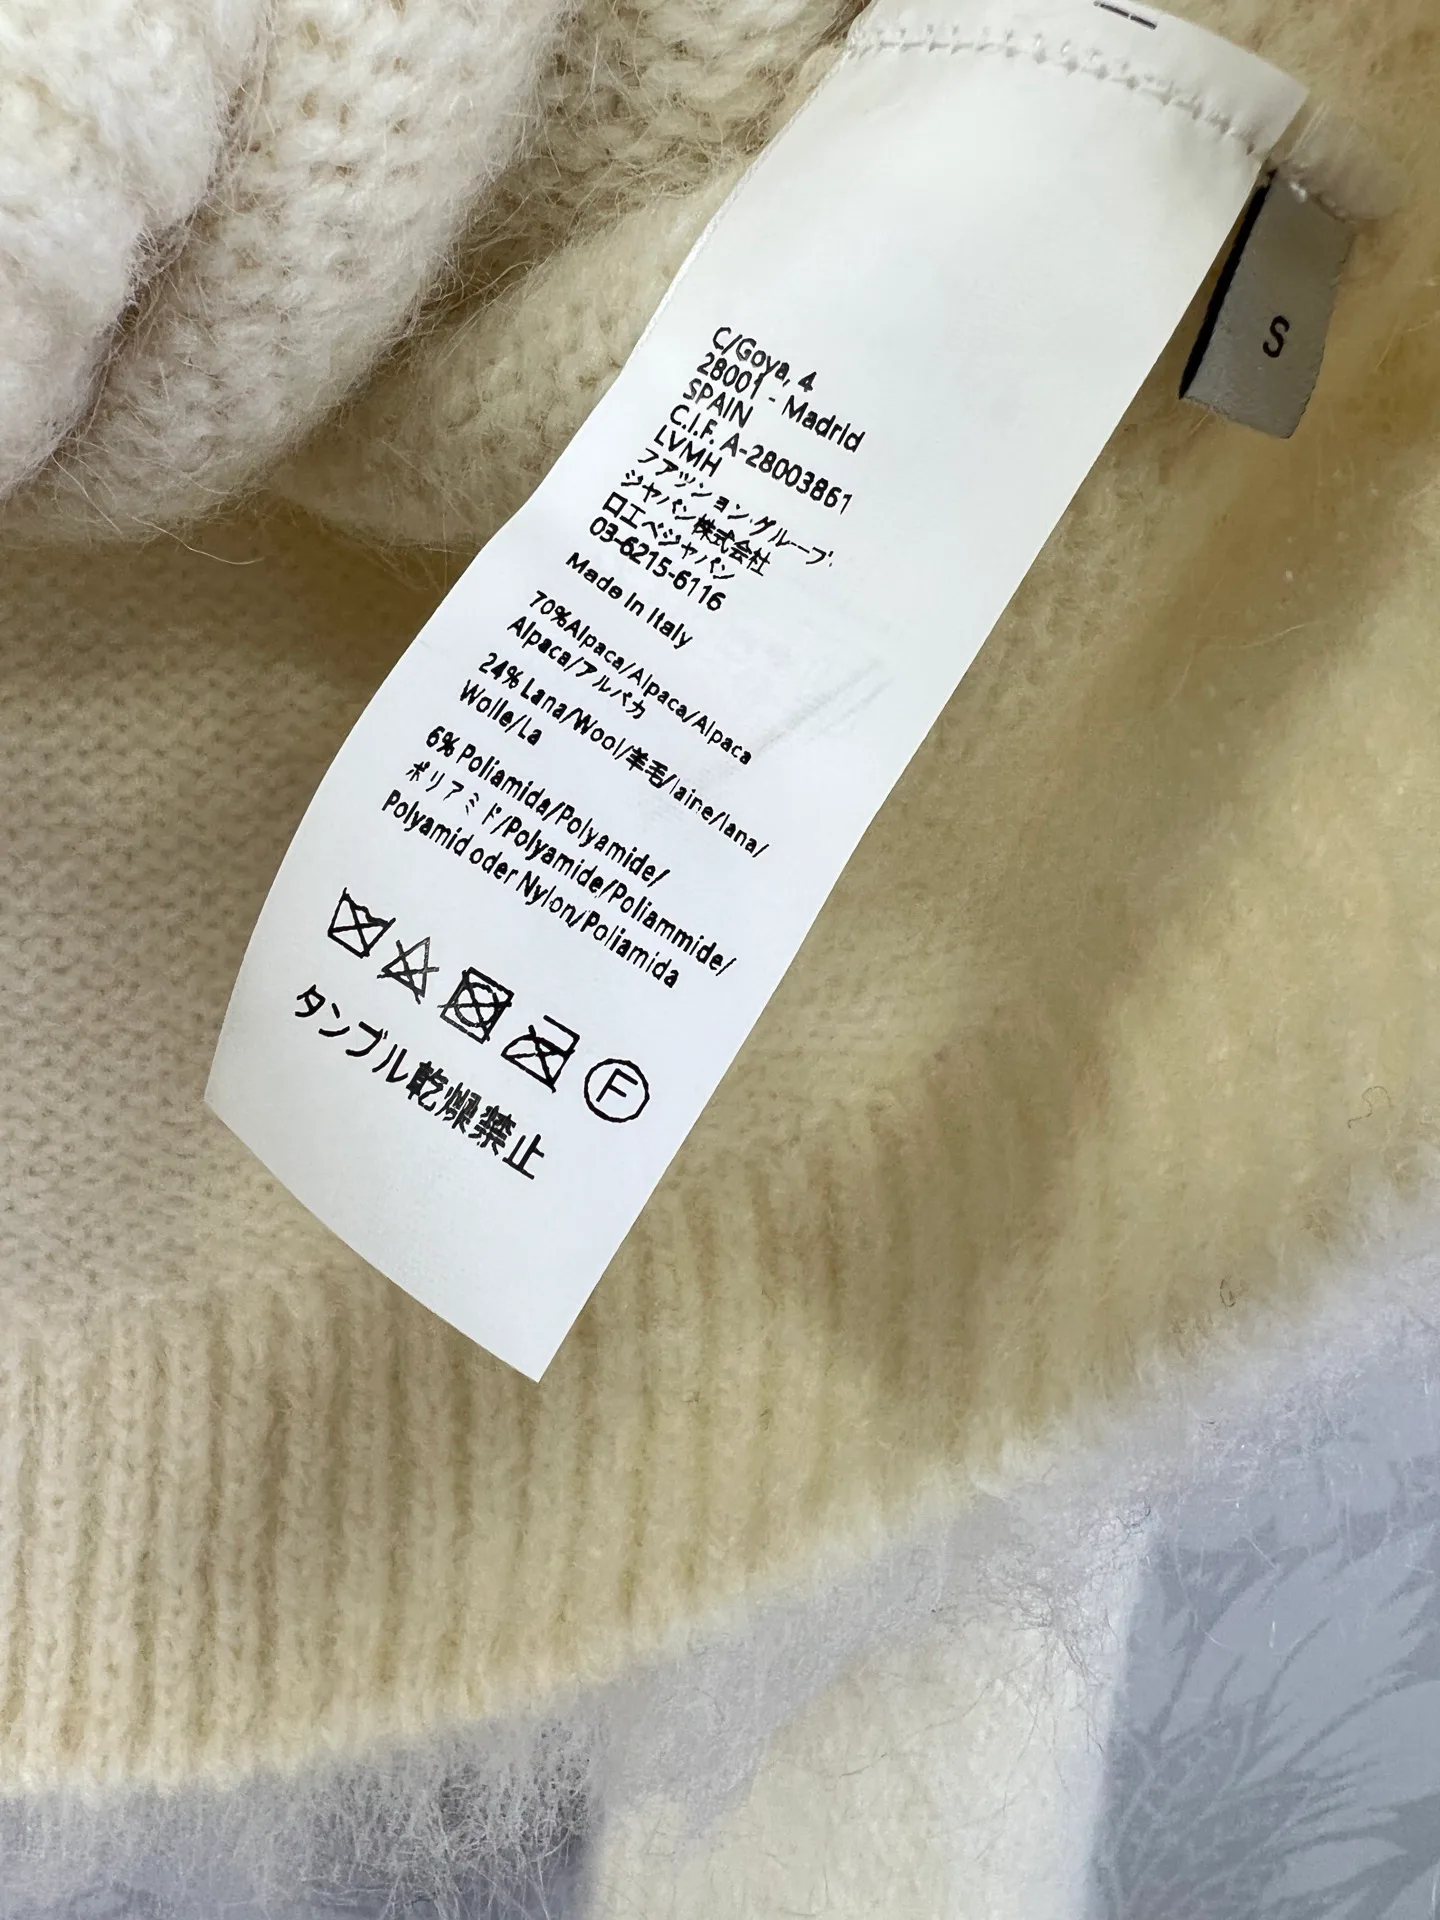 C/Goya, 4
28001 - Madrid
SPAIN
C.I.F. A-28003861
LVMH
フアッション.グループ.
ジャパン株式会社
ロエベジャパン
03-6215-6116
Made in Italy
70%Alpaca/Alpaca/Alpaca
Alpaca/アルパカ
24% Lana/Wool/羊毛/laine/lana/
Wolle/La
6% Poliamida/Polyamide/
ポリアミド/Polyamide/Poliammide/
Polyamid oder Nylon/Poliamida
F
タンブル乾燥禁止
S